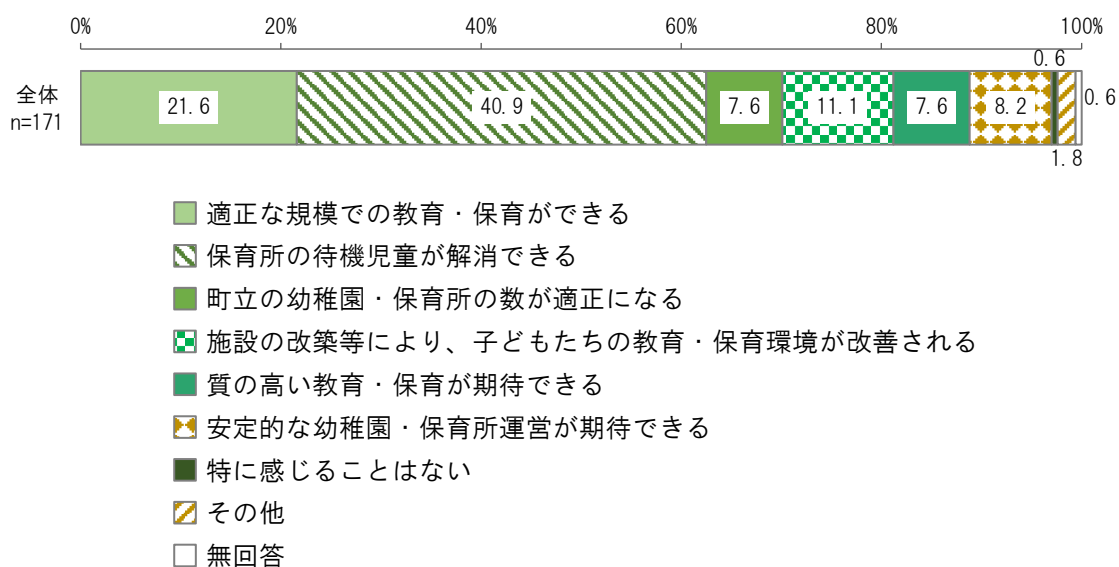 0% 20% 40% 60% 80% 100%
0.6
全体
n=171
21.6 40.9 7.6 11.1 7.6 8.2 0.6
1.8
適正な規模での教育・保育ができる
保育所の待機児童が解消できる
町立の幼稚園・保育所の数が適正になる
施設の改築等により、子どもたちの教育・保育環境が改善される
質の高い教育・保育が期待できる
安定的な幼稚園・保育所運営が期待できる
特に感じることはない
その他
無回答